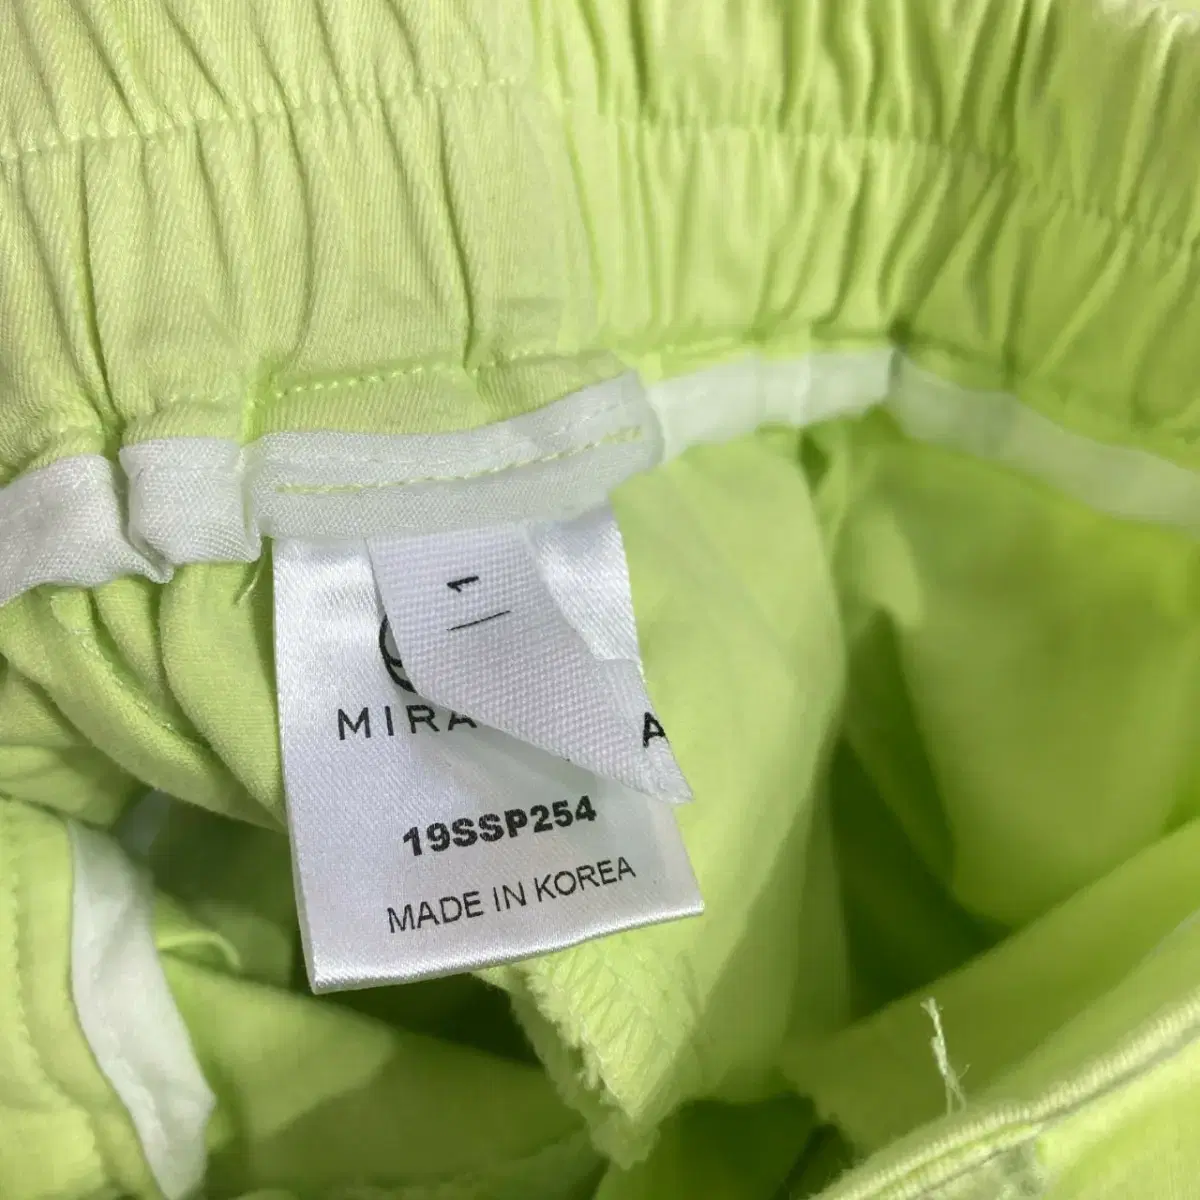 1
MIRA A
19SSP254
MADE IN KOREA